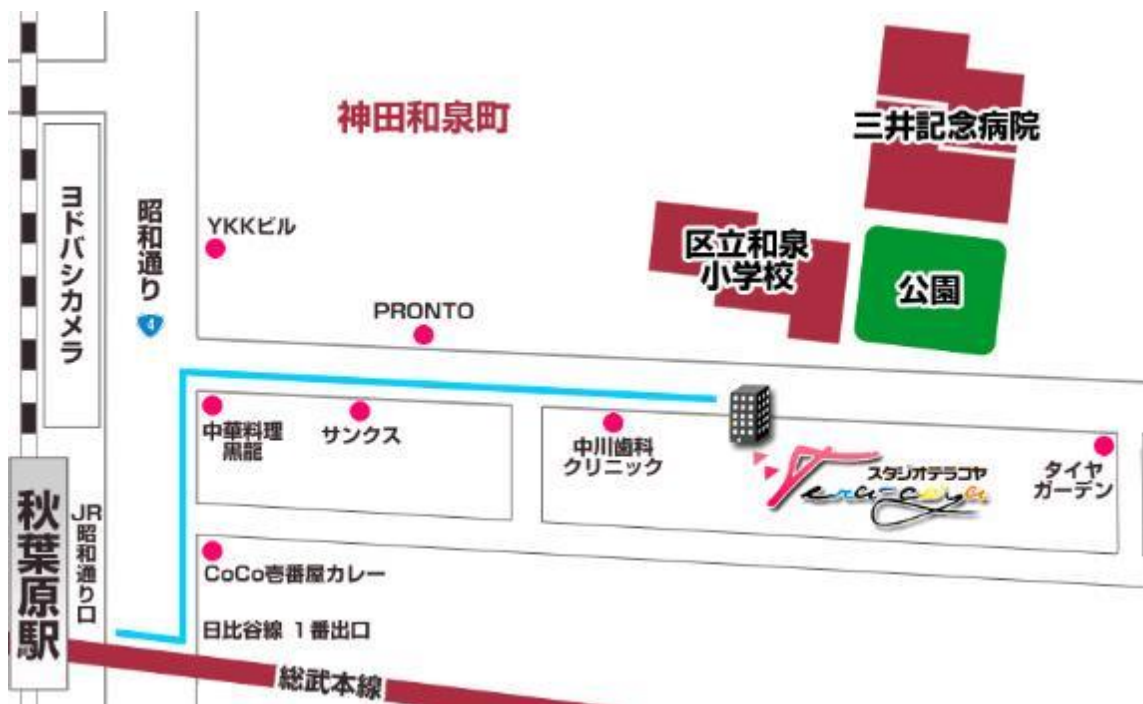 神田和泉町
三井記念病院
ヨドバシカメラ
昭和通り
4
YKKビル
区立和泉
小学校
公園
PRONTO
中華料理
黒龍
サンクス
中川歯科
クリニック
スタジオテラコヤ
Tera-coya
タイヤ
ガーデン
秋葉原駅
JR昭和通り口
CoCo壱番屋カレー
日比谷線 1番出口
総武本線